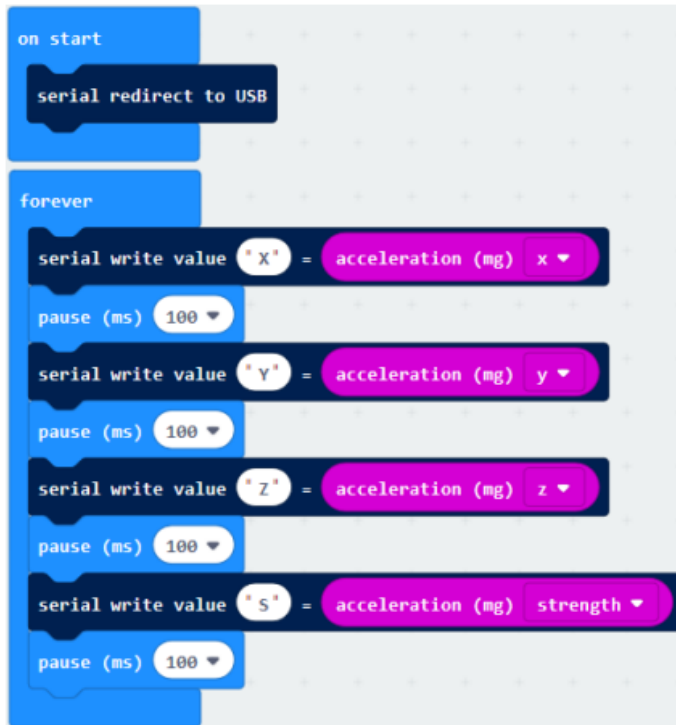 on start
serial redirect to USB
forever
serial write value "X" = acceleration (mg) x
pause (ms) 100
serial write value "Y" = acceleration (mg) y
pause (ms) 100
serial write value "Z" = acceleration (mg) z
pause (ms) 100
serial write value "S" = acceleration (mg) strength
pause (ms) 100